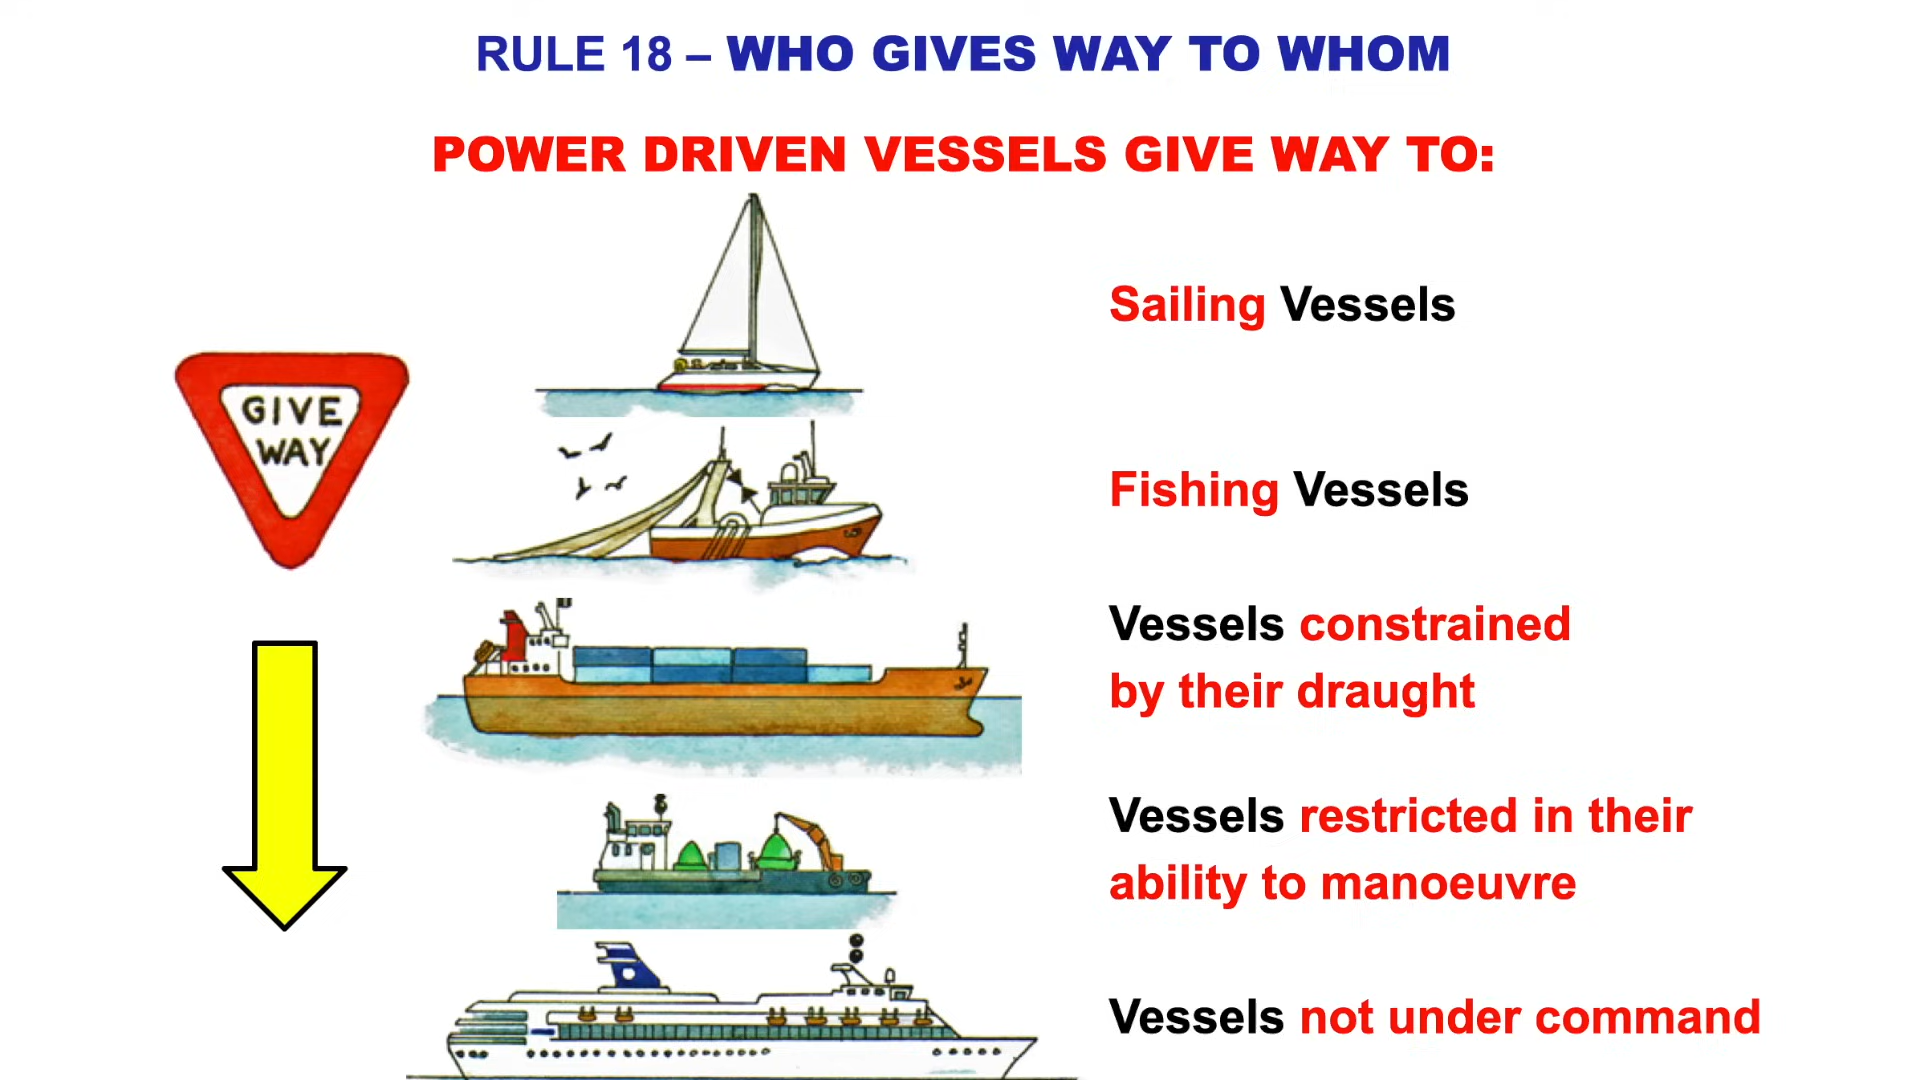 RULE 18 – WHO GIVES WAY TO WHOM
POWER DRIVEN VESSELS GIVE WAY TO:
GIVE
WAY
Sailing Vessels
Fishing Vessels
Vessels constrained
by their draught
Vessels restricted in their
ability to manoeuvre
Vessels not under command